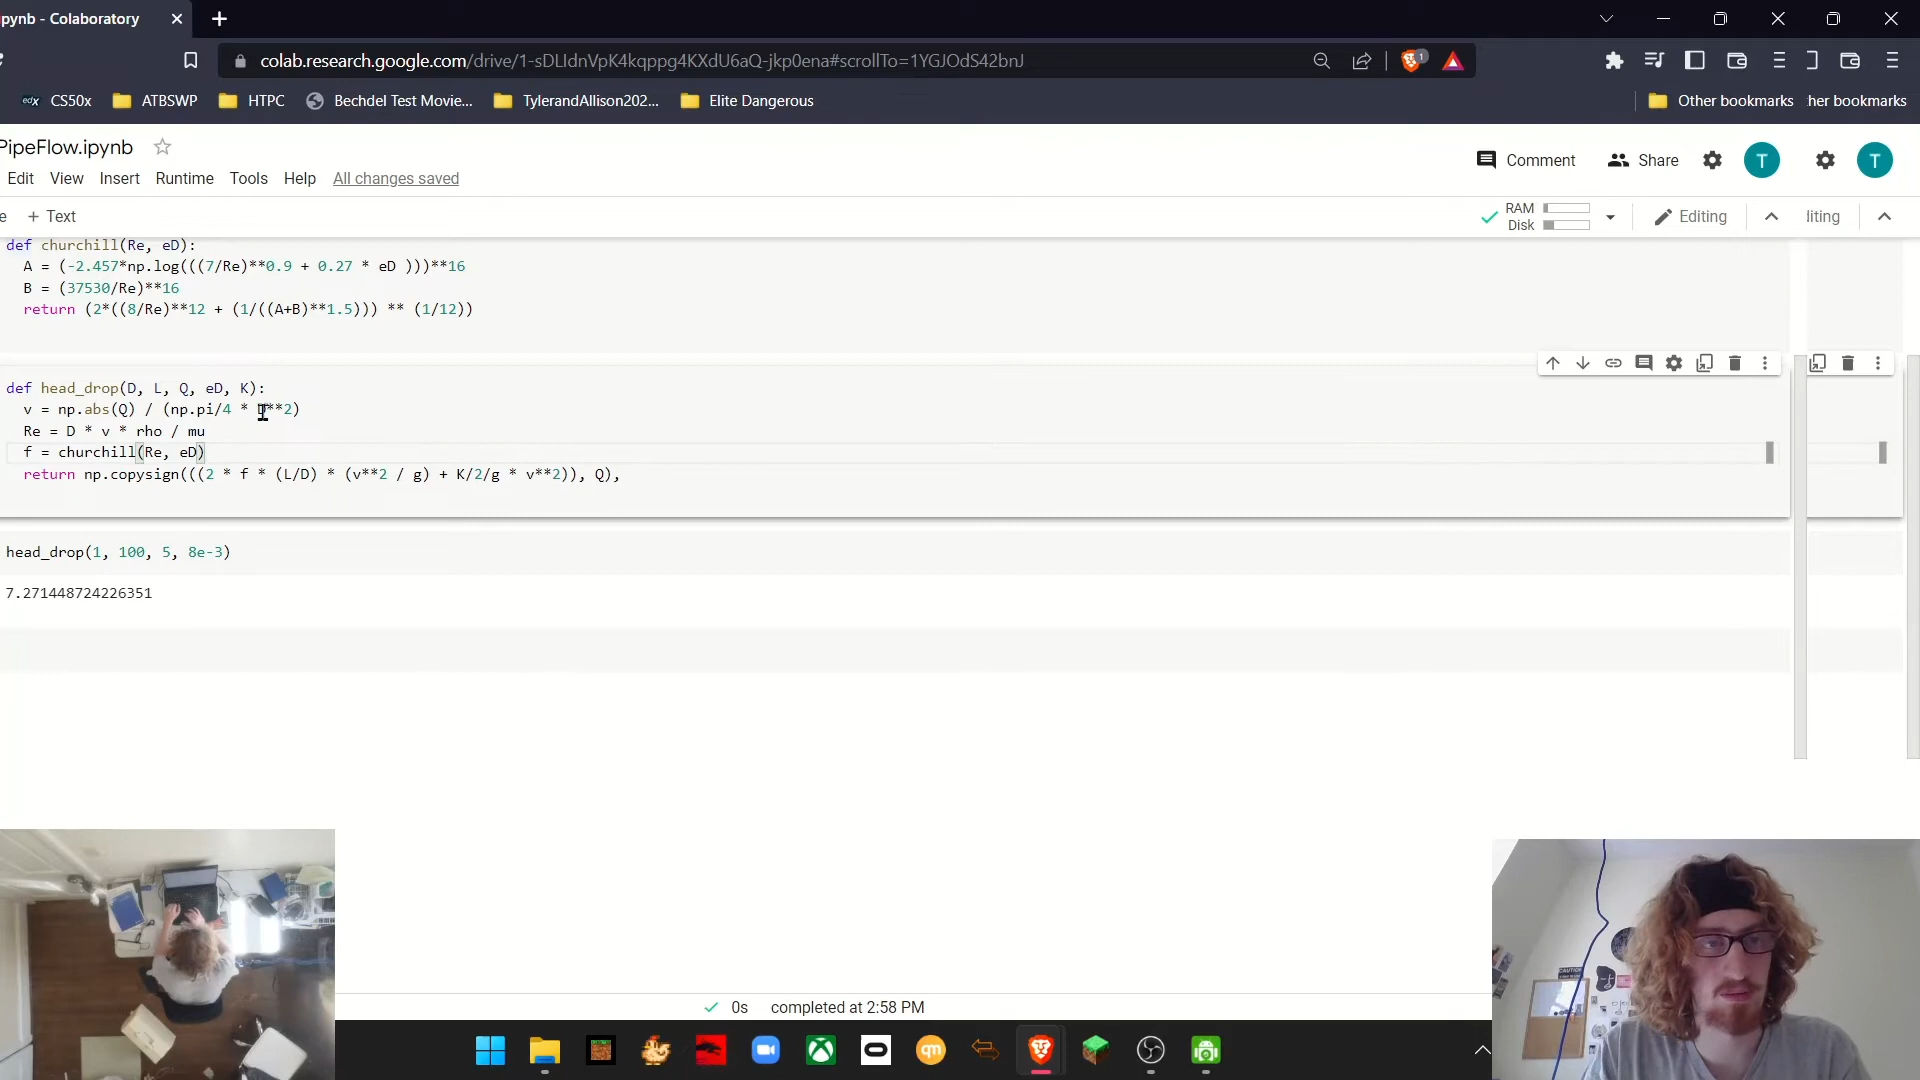 pynb - Colaboratory
colab.research.google.com/drive/1-sDLIdnVpK4kqppg4KXdU6aQ-jkp0ena#scrollTo=1YGJOdS42bnJ
edx CS50x ATBSWP HTPC Bechdel Test Movie... TylerandAllison202... Elite Dangerous Other bookmarks her bookmarks
PipeFlow.ipynb
Comment Share T T
Edit View Insert Runtime Tools Help All changes saved
e + Text RAM Disk Editing liting
def churchill(Re, eD):
A = (-2.457*np.log(((7/Re)**0.9 + 0.27 * eD )))**16
B = (37530/Re)**16
return (2*((8/Re)**12 + (1/((A+B)**1.5))) ** (1/12))
def head_drop(D, L, Q, eD, K):
v = np.abs(Q) / (np.pi/4 * D**2)
Re = D * v * rho / mu
f = churchill(Re, eD)
return np.copysign(((2 * f * (L/D) * (v**2 / g) + K/2/g * v**2)), Q),
head_drop(1, 100, 5, 8e-3)
7.271448724226351
0s completed at 2:58 PM
CAUTION
qm